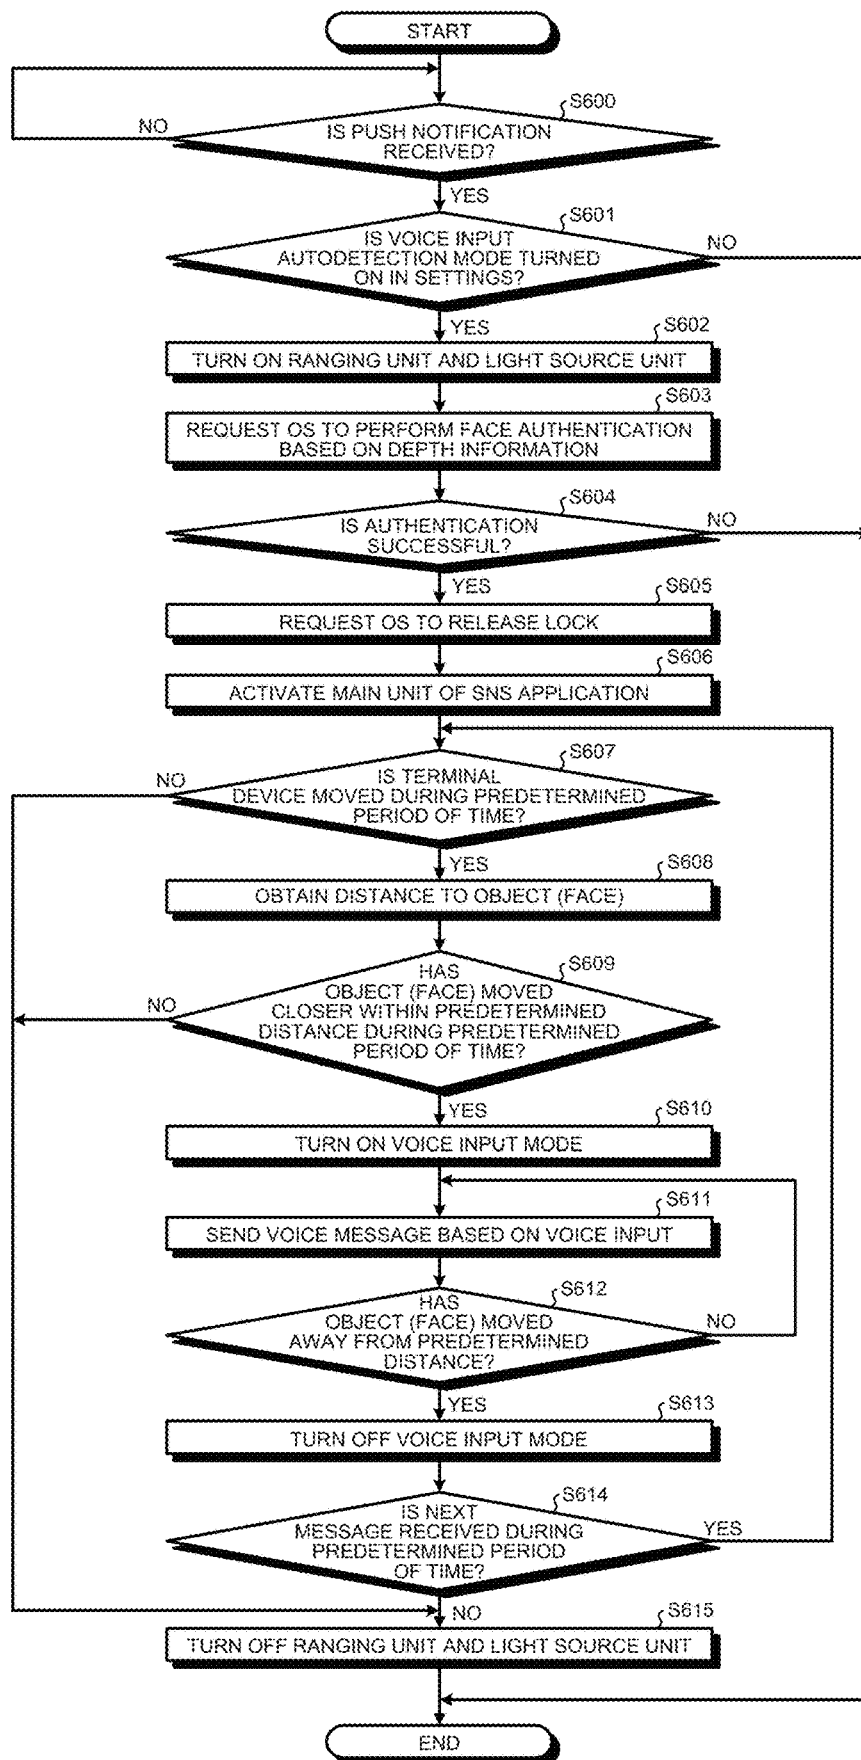 START
S600
NO
IS PUSH NOTIFICATION
RECEIVED?
YES
S601
IS VOICE INPUT
AUTODETECTION MODE TURNED
ON IN SETTINGS?
NO
YES
S602
TURN ON RANGING UNIT AND LIGHT SOURCE UNIT
S603
REQUEST OS TO PERFORM FACE AUTHENTICATION
BASED ON DEPTH INFORMATION
S604
IS AUTHENTICATION
SUCCESSFUL?
NO
YES
S605
REQUEST OS TO RELEASE LOCK
S606
ACTIVATE MAIN UNIT OF SNS APPLICATION
S607
NO
IS TERMINAL
DEVICE MOVED DURING PREDETERMINED
PERIOD OF TIME?
YES
S608
OBTAIN DISTANCE TO OBJECT (FACE)
S609
NO
HAS
OBJECT (FACE) MOVED
CLOSER WITHIN PREDETERMINED
DISTANCE DURING PREDETERMINED
PERIOD OF TIME?
YES
S610
TURN ON VOICE INPUT MODE
S611
SEND VOICE MESSAGE BASED ON VOICE INPUT
S612
HAS
OBJECT (FACE) MOVED
AWAY FROM PREDETERMINED
DISTANCE?
NO
YES
S613
TURN OFF VOICE INPUT MODE
S614
IS NEXT
MESSAGE RECEIVED DURING
PREDETERMINED PERIOD
OF TIME?
YES
NO
S615
TURN OFF RANGING UNIT AND LIGHT SOURCE UNIT
END